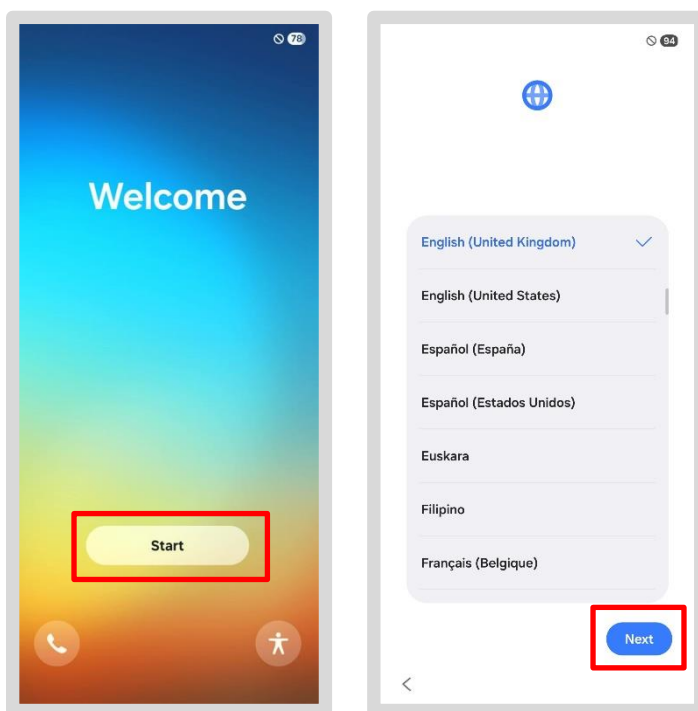 78
Welcome
Start
94
English (United Kingdom)
English (United States)
Español (España)
Español (Estados Unidos)
Euskara
Filipino
Français (Belgique)
Next